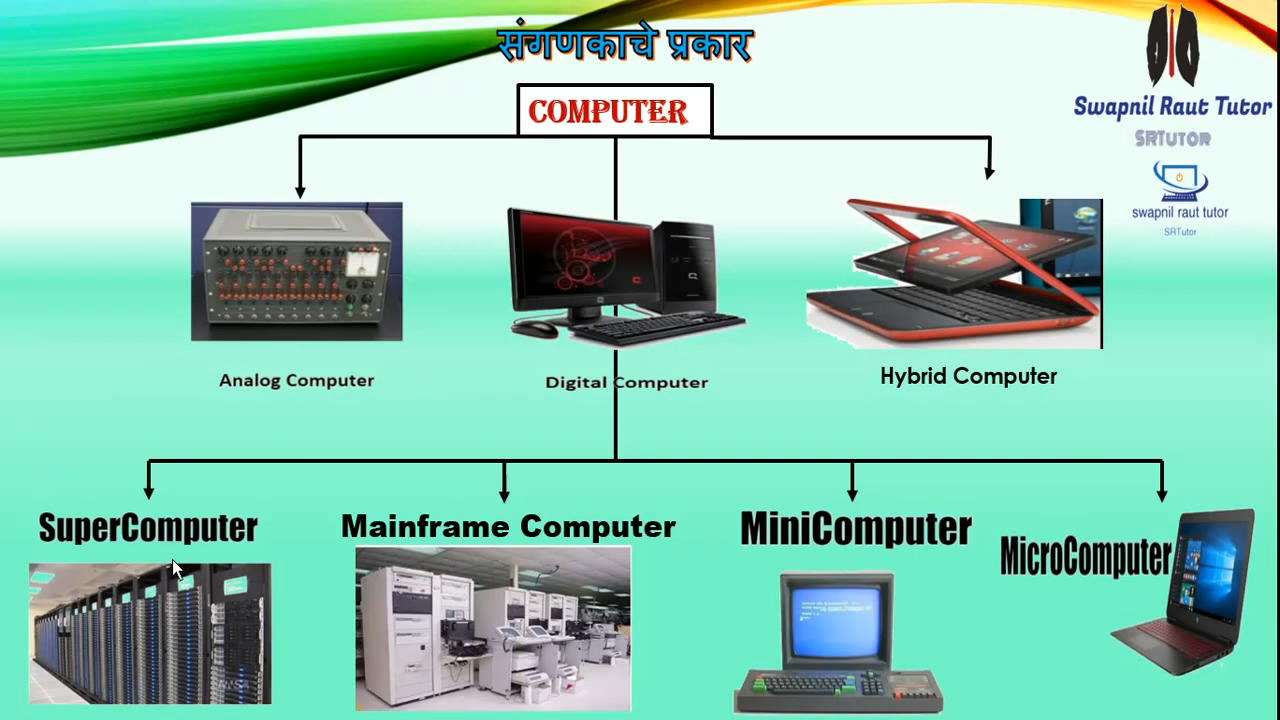 संगणकाचे प्रकार
COMPUTER
Swapnil Raut Tutor
SRTUTOR
swapnil raut tutor
SRTutor
Analog Computer
Digital Computer
Hybrid Computer
SuperComputer
Mainframe Computer
MiniComputer
MicroComputer